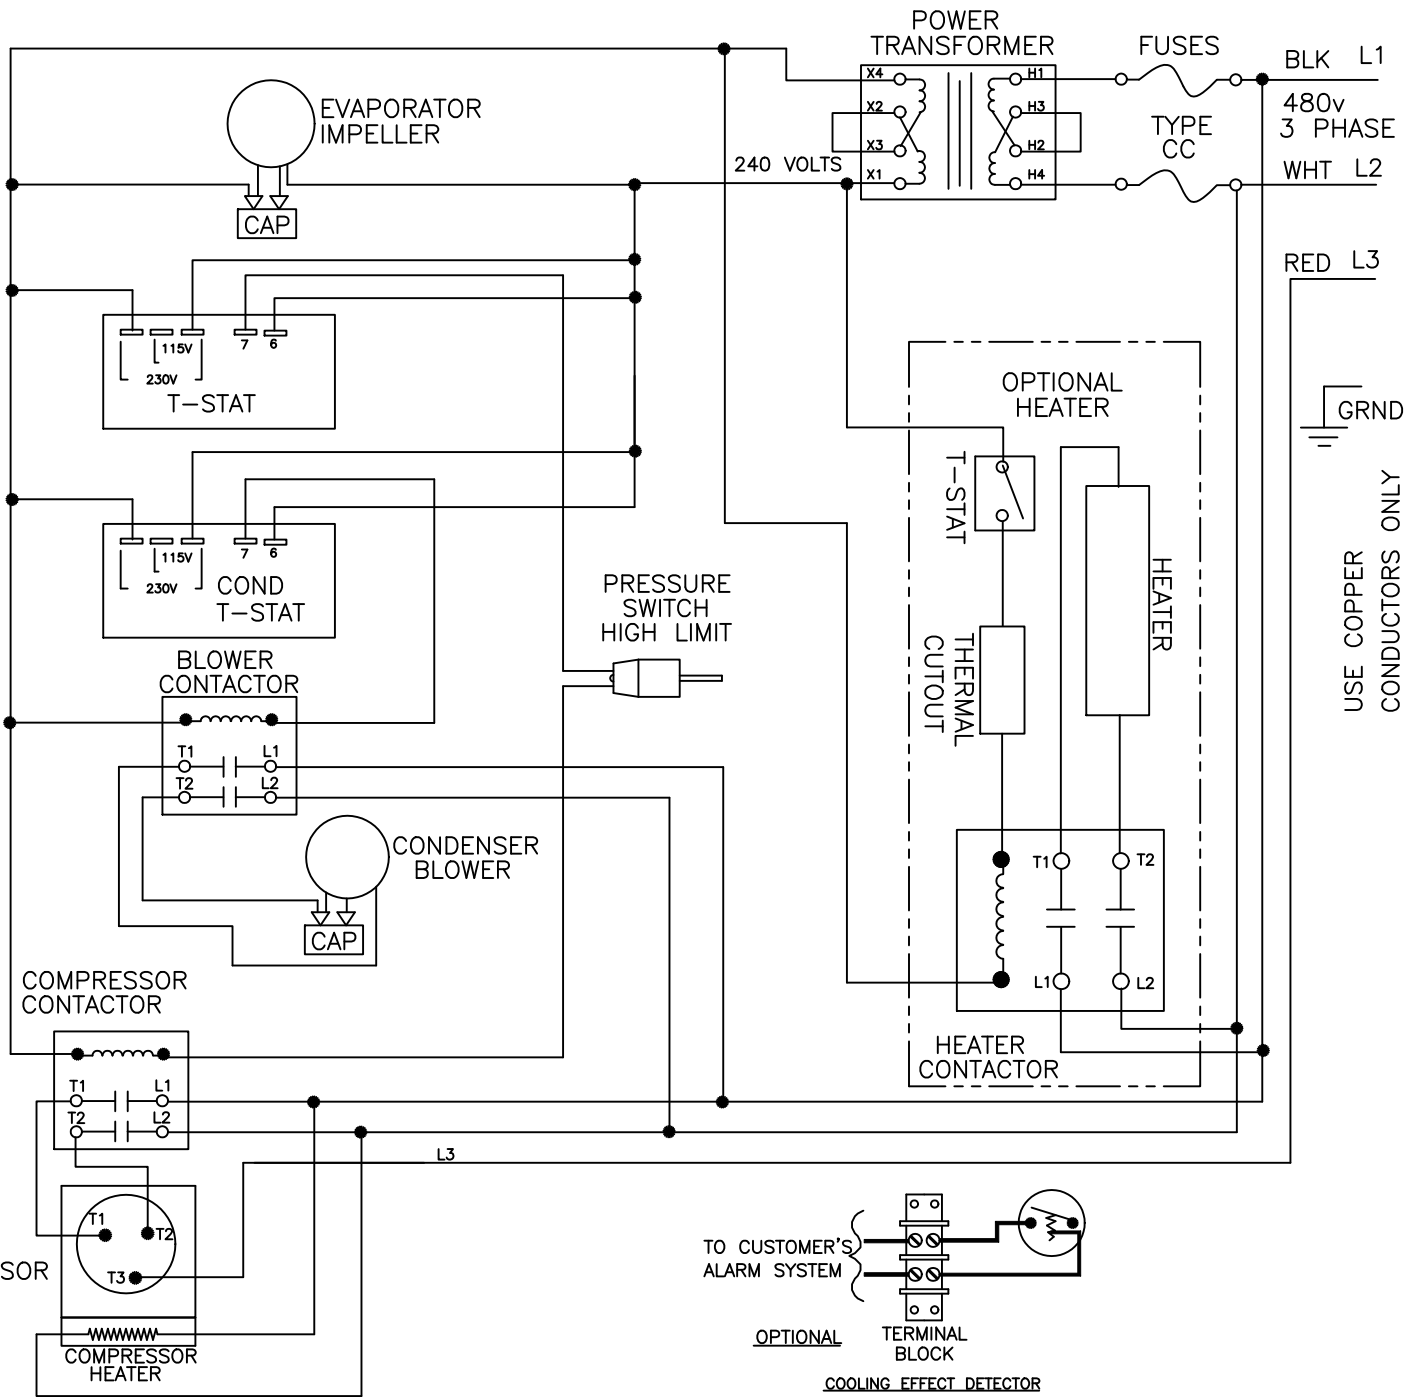 POWER
TRANSFORMER
FUSES
BLK L1
480v
3 PHASE
X4
H1
X2
H3
X3
H2
X1
H4
TYPE
CC
WHT L2
EVAPORATOR
IMPELLER
CAP
240 VOLTS
RED L3
GRND
USE COPPER
CONDUCTORS ONLY
115V
230V
7
6
T-STAT
115V
230V
7
6
COND
T-STAT
OPTIONAL
HEATER
T-STAT
THERMAL
CUTOUT
HEATER
PRESSURE
SWITCH
HIGH LIMIT
BLOWER
CONTACTOR
T1
L1
T2
L2
CONDENSER
BLOWER
CAP
T1
T2
L1
L2
HEATER
CONTACTOR
COMPRESSOR
CONTACTOR
T1
L1
T2
L2
L3
T1
T2
T3
SOR
COMPRESSOR
HEATER
TO CUSTOMER'S
ALARM SYSTEM
OPTIONAL
TERMINAL
BLOCK
COOLING EFFECT DETECTOR